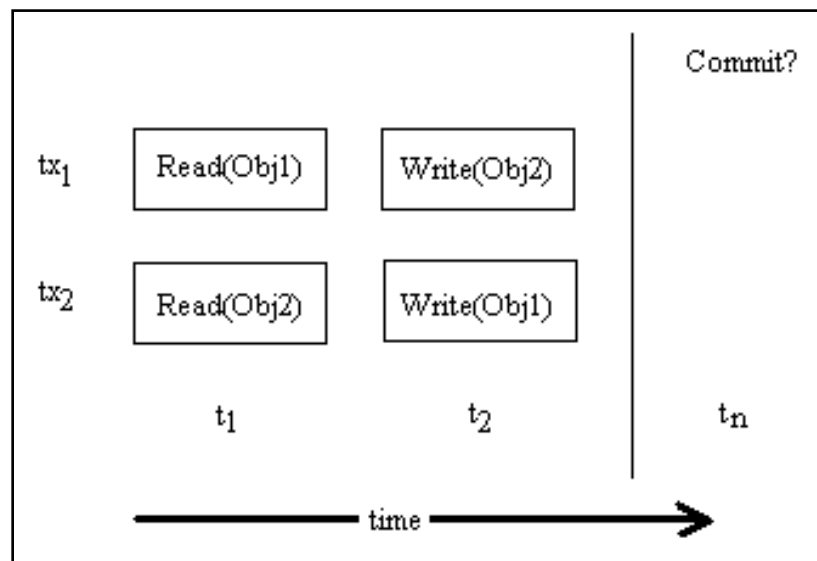 Commit?
tx1 Read(Obj1) Write(Obj2)
tx2 Read(Obj2) Write(Obj1)
t1 t2 tn
time